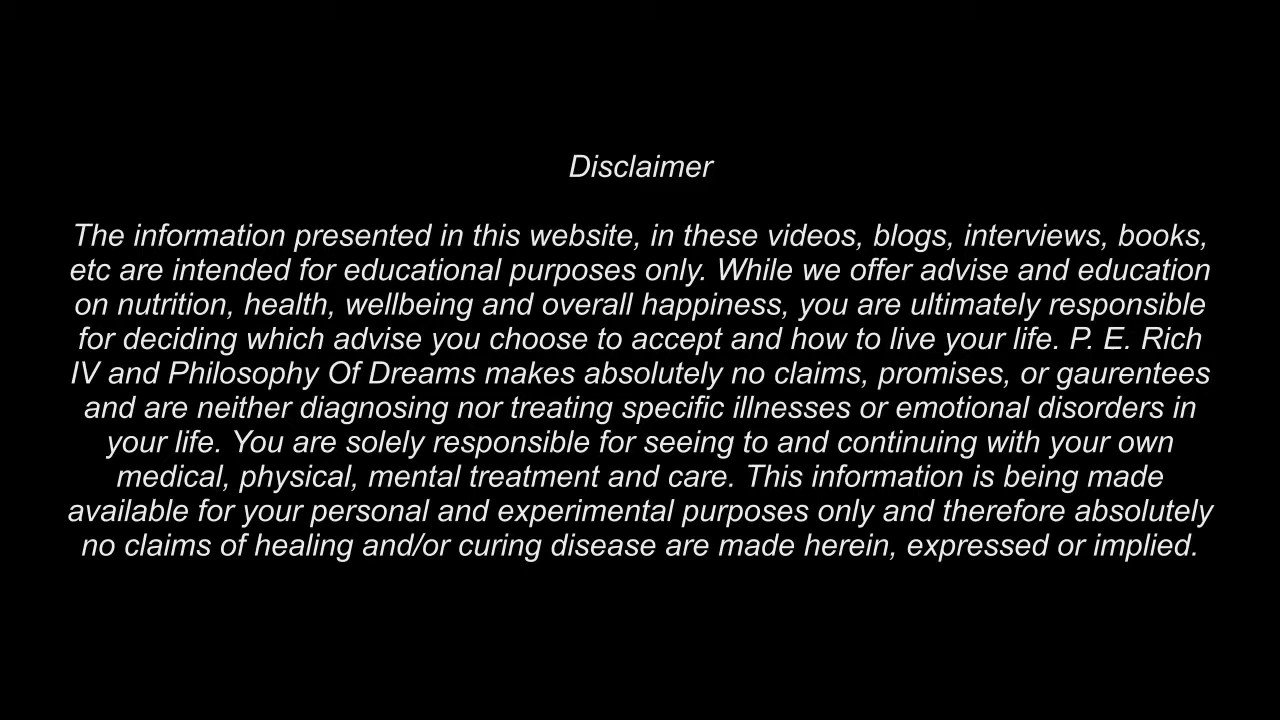 Disclaimer
The information presented in this website, in these videos, blogs, interviews, books,
etc are intended for educational purposes only. While we offer advise and education
on nutrition, health, wellbeing and overall happiness, you are ultimately responsible
for deciding which advise you choose to accept and how to live your life. P. E. Rich
IV and Philosophy Of Dreams makes absolutely no claims, promises, or gaurentees
and are neither diagnosing nor treating specific illnesses or emotional disorders in
your life. You are solely responsible for seeing to and continuing with your own
medical, physical, mental treatment and care. This information is being made
available for your personal and experimental purposes only and therefore absolutely
no claims of healing and/or curing disease are made herein, expressed or implied.